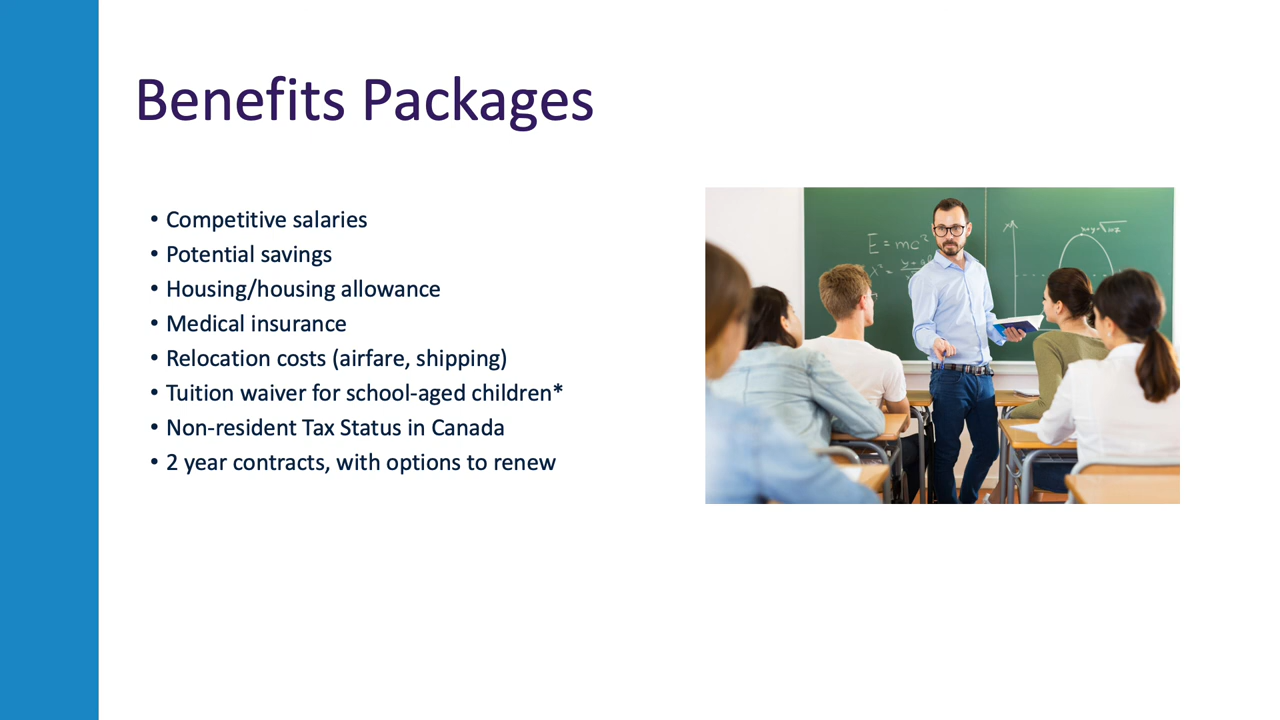 Benefits Packages
• Competitive salaries
• Potential savings
• Housing/housing allowance
• Medical insurance
• Relocation costs (airfare, shipping)
• Tuition waiver for school-aged children*
• Non-resident Tax Status in Canada
• 2 year contracts, with options to renew
E = mc²